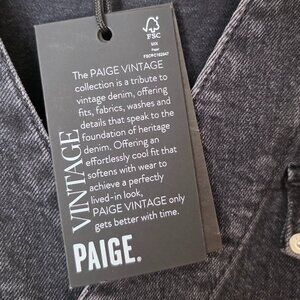 FSC
MIX
The PAIGE VINTAGE
collection is a tribute to
vintage denim, offering
fits, fabrics, washes and
details that speak to the
foundation of heritage
denim. Offering an
effortlessly cool fit that
softens with wear to
achieve a perfectly
lived-in look,
PAIGE VINTAGE only
gets better with time.
VINTAGE
PAIGE.